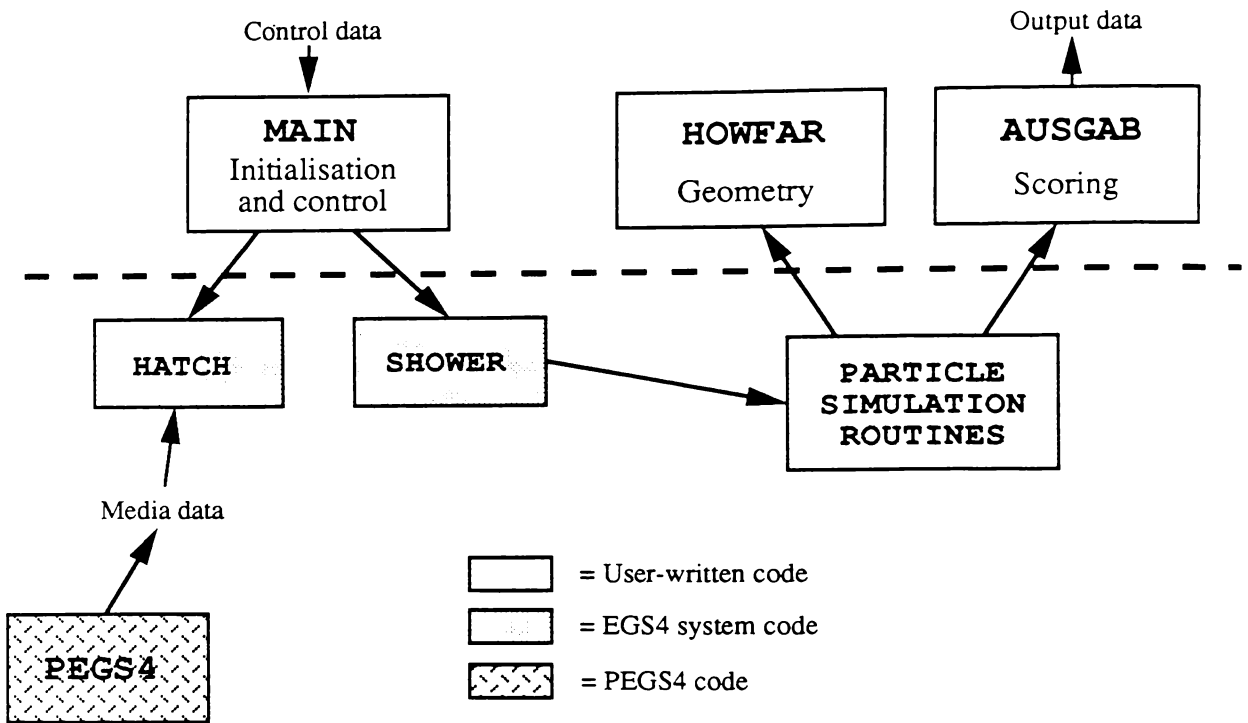 Control data
Output data
MAIN
Initialisation
and control
HOWFAR
Geometry
AUSGAB
Scoring
HATCH
SHOWER
PARTICLE
SIMULATION
ROUTINES
Media data
PEGS4
= User-written code
= EGS4 system code
= PEGS4 code